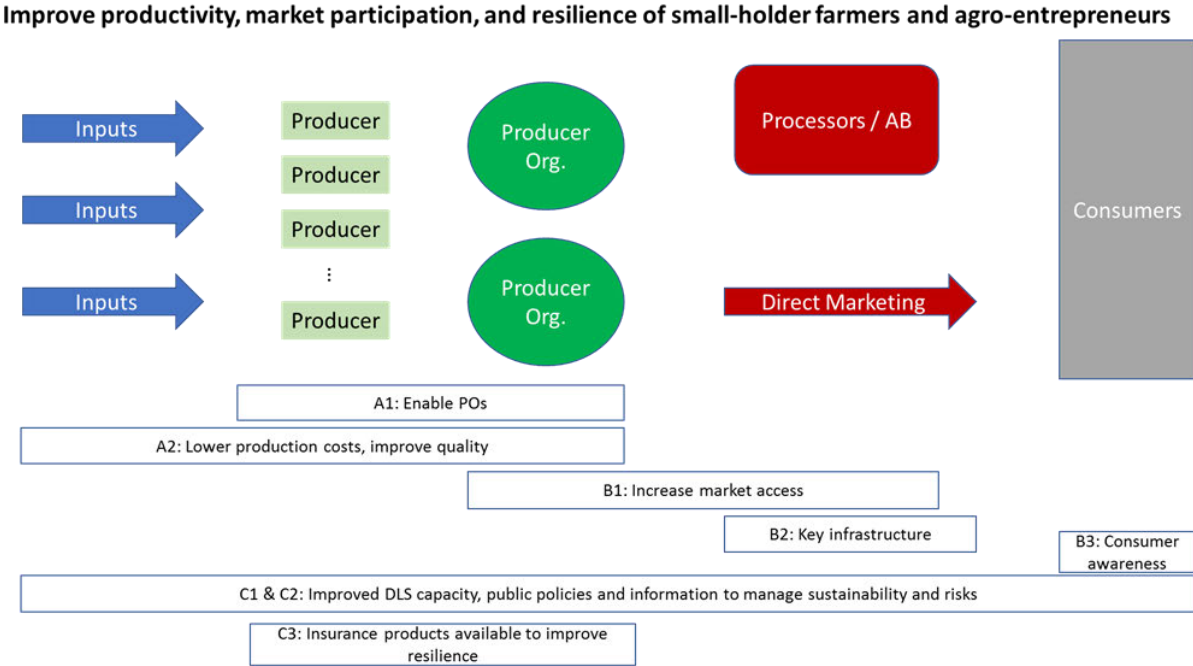 Improve productivity, market participation, and resilience of small-holder farmers and agro-entrepreneurs
Inputs
Inputs
Inputs
Producer
Producer
Producer
⋮
Producer
Producer
Org.
Producer
Org.
Processors / AB
Direct Marketing
Consumers
A1: Enable POs
A2: Lower production costs, improve quality
B1: Increase market access
B2: Key infrastructure
B3: Consumer
awareness
C1 & C2: Improved DLS capacity, public policies and information to manage sustainability and risks
C3: Insurance products available to improve
resilience